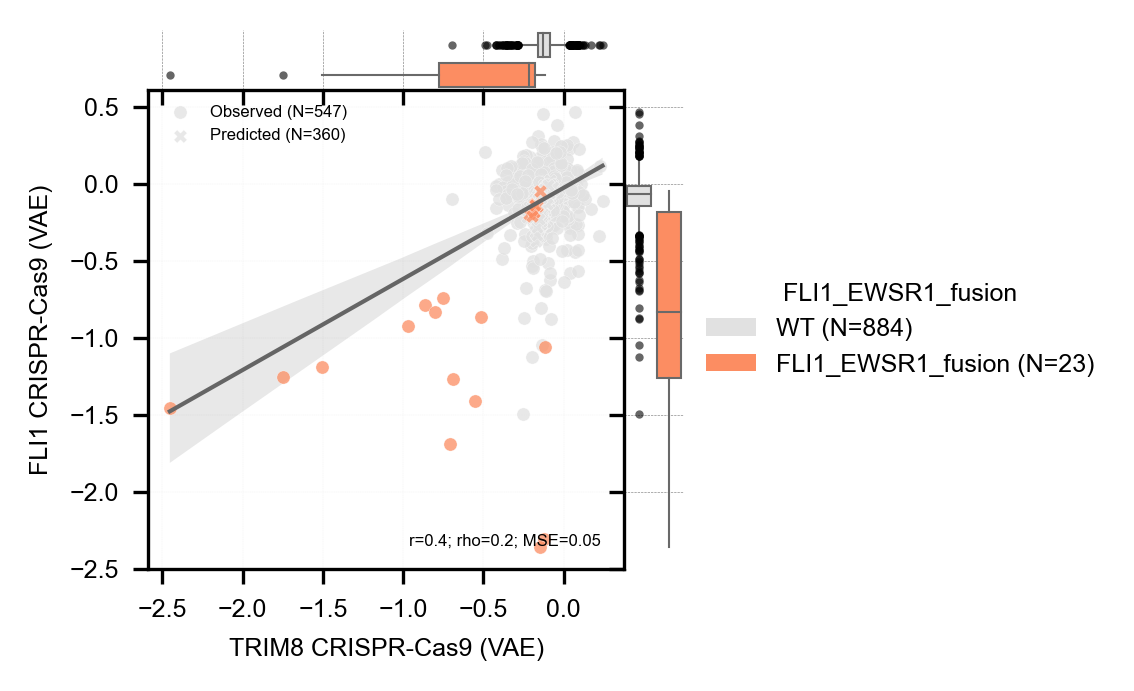 Observed (N=547)
Predicted (N=360)
0.5
0.0
−0.5
−1.0
−1.5
−2.0
−2.5
FLI1 CRISPR-Cas9 (VAE)
r=0.4; rho=0.2; MSE=0.05
−2.5 −2.0 −1.5 −1.0 −0.5 0.0
TRIM8 CRISPR-Cas9 (VAE)
FLI1_EWSR1_fusion
WT (N=884)
FLI1_EWSR1_fusion (N=23)